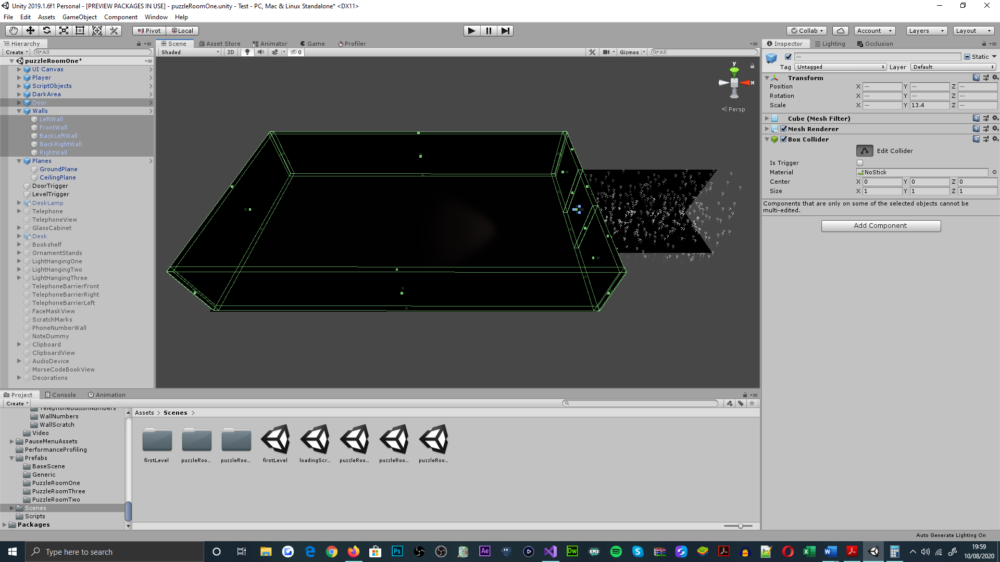 Unity 2019.1.6f1 Personal - [PREVIEW PACKAGES IN USE] - puzzleRoomOne.unity - Test - PC, Mac & Linux Standalone* <DX11>
File Edit Assets GameObject Component Window Help
Pivot Local Collab Account Layers Layout
Hierarchy
Create All
puzzleRoomOne*
UI Canvas
Player
ScriptObjects
DarkArea
Door
Walls
LeftWall
FrontWall
BackLeftWall
BackRightWall
RightWall
Planes
GroundPlane
CeilingPlane
DoorTrigger
LevelTrigger
DeskLamp
Telephone
TelephoneView
GlassCabinet
Desk
Bookshelf
OrnamentStands
LightHangingOne
LightHangingTwo
LightHangingThree
TelephoneBarrierFront
TelephoneBarrierRight
TelephoneBarrierLeft
FaceMaskView
ScratchMarks
PhoneNumberWall
NoteDummy
Clipboard
ClipboardView
AudioDevice
MorseCodeBookView
Decorations
Scene Asset Store Animator Game Profiler
Shaded 2D 0 Gizmos All
y
x
Persp
Inspector Lighting Occlusion
— Static
Tag Untagged Layer Default
Transform
Position X — Y — Z —
Rotation X — Y — Z —
Scale X — Y 13.4 Z —
Cube (Mesh Filter)
Mesh Renderer
Box Collider
Edit Collider
Is Trigger
Material NoStick
Center X 0 Y 0 Z 0
Size X 1 Y 1 Z 1
Components that are only on some of the selected objects cannot be
multi-edited.
Add Component
Project Console Animation
Create
TelephoneButtonNumbers
WallNumbers
WallScratch
Video
PauseMenuAssets
PerformanceProfiling
Prefabs
BaseScene
Generic
PuzzleRoomOne
PuzzleRoomThree
PuzzleRoomTwo
Scenes
Scripts
Packages
Assets > Scenes >
firstLevel puzzleRoo... puzzleRoo... firstLevel loadingScr... puzzleRoo... puzzleRoo... puzzleRoo...
Auto Generate Lighting On
Type here to search
Ps Ae Dw
19:59
10/08/2020